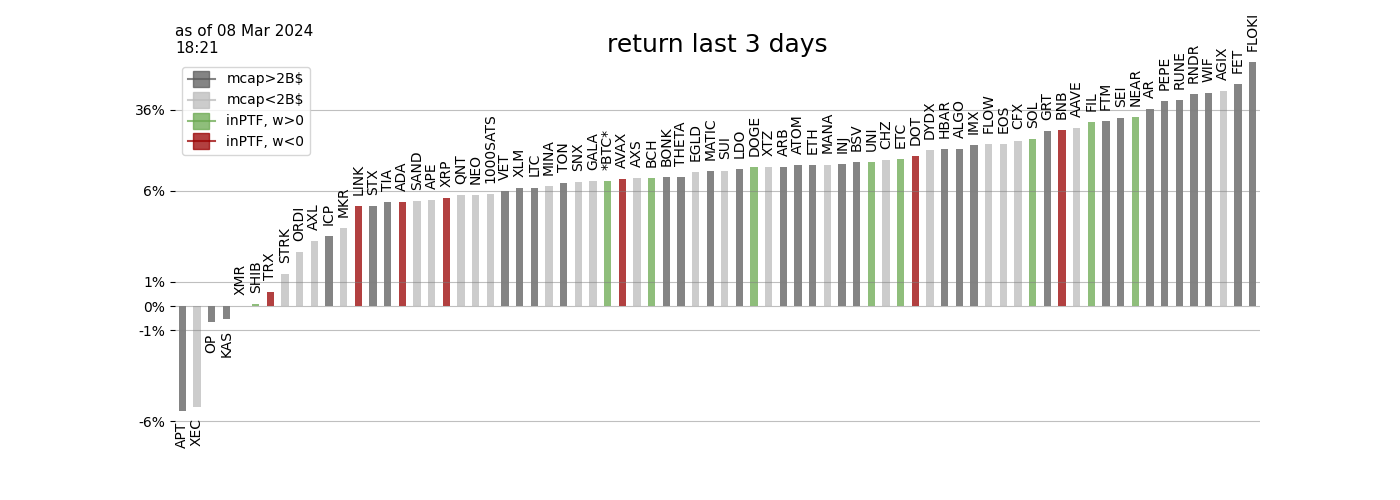 as of 08 Mar 2024
18:21
return last 3 days
mcap>2B$
mcap<2B$
inPTF, w>0
inPTF, w<0
36%
6%
1%
0%
-1%
-6%
APT
XEC
OP
KAS
XMR
SHIB
TRX
STRK
ORDI
AXL
ICP
MKR
LINK
STX
TIA
ADA
SAND
APE
XRP
QNT
NEO
1000SATS
VET
XLM
LTC
MINA
TON
SNX
GALA
*BTC*
AVAX
AXS
BCH
BONK
THETA
EGLD
MATIC
SUI
LDO
DOGE
XTZ
ARB
ATOM
ETH
MANA
INJ
BSV
UNI
CHZ
ETC
DOT
DYDX
HBAR
ALGO
IMX
FLOW
EOS
CFX
SOL
GRT
BNB
AAVE
FIL
FTM
SEI
NEAR
AR
PEPE
RUNE
RNDR
WIF
AGIX
FET
FLOKI